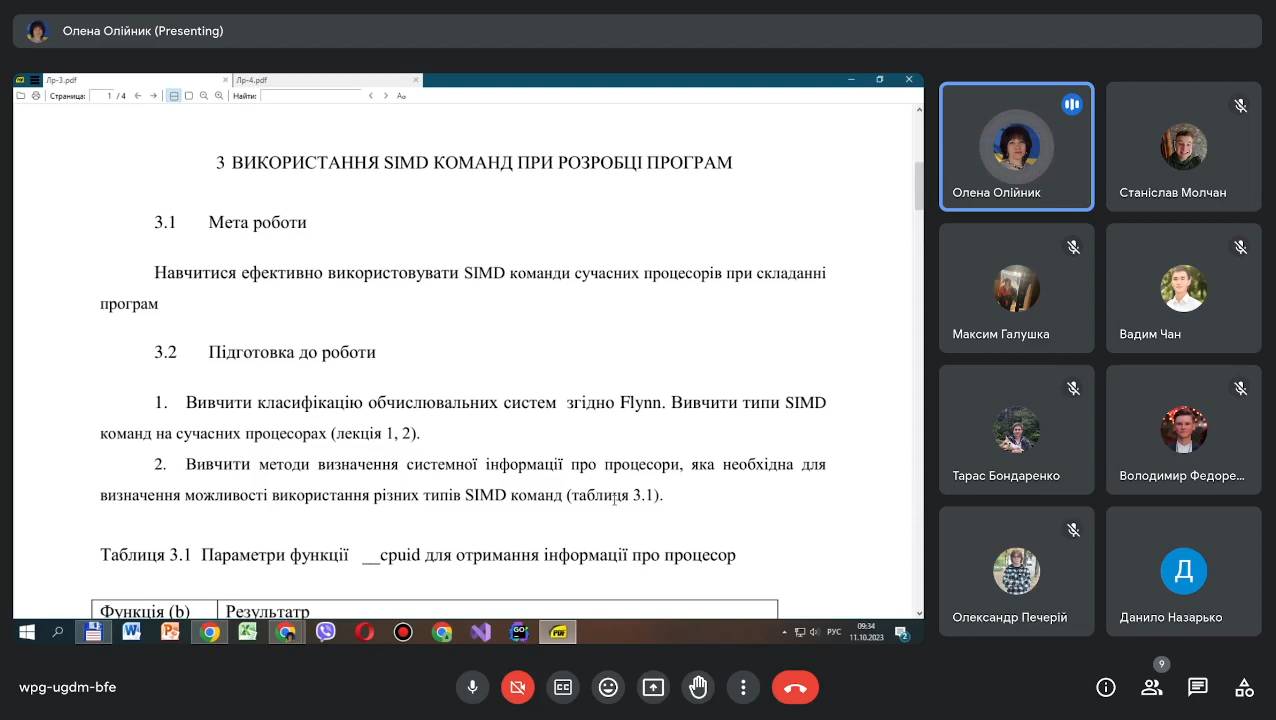 Олена Олійник (Presenting)
Лр-3.pdf
Лр-4.pdf
Страница: 1 / 4
Найти:
Aa
3 ВИКОРИСТАННЯ SIMD КОМАНД ПРИ РОЗРОБЦІ ПРОГРАМ
3.1 Мета роботи
Навчитися ефективно використовувати SIMD команди сучасних процесорів при складанні
програм
3.2 Підготовка до роботи
1. Вивчити класифікацію обчислювальних систем згідно Flynn. Вивчити типи SIMD
команд на сучасних процесорах (лекція 1, 2).
2. Вивчити методи визначення системної інформації про процесори, яка необхідна для
визначення можливості використання різних типів SIMD команд (таблиця 3.1).
Таблиця 3.1 Параметри функції __cpuid для отримання інформації про процесор
Функція (b) Результатр
РУС
09:34
11.10.2023
2
Олена Олійник
Станіслав Молчан
Максим Галушка
Вадим Чан
Тарас Бондаренко
Володимир Федоре...
Олександр Печерій
Д
Данило Назарько
wpg-ugdm-bfe
9